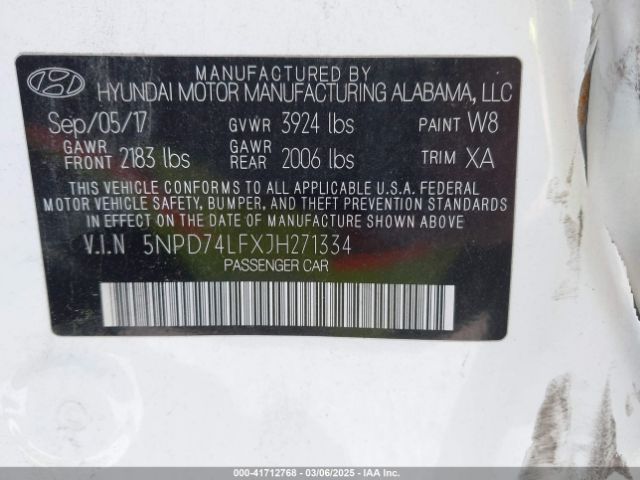 MANUFACTURED BY
HYUNDAI MOTOR MANUFACTURING ALABAMA, LLC
Sep/05/17 GVWR 3924 lbs PAINT W8
GAWR FRONT 2183 lbs GAWR REAR 2006 lbs TRIM XA
THIS VEHICLE CONFORMS TO ALL APPLICABLE U.S.A. FEDERAL
MOTOR VEHICLE SAFETY, BUMPER, AND THEFT PREVENTION STANDARDS
IN EFFECT ON THE DATE OF MANUFACTURE SHOWN ABOVE.
V.I.N 5NPD74LFXJH271334
PASSENGER CAR
000-41712768 — 03/06/2025 — IAA Inc.